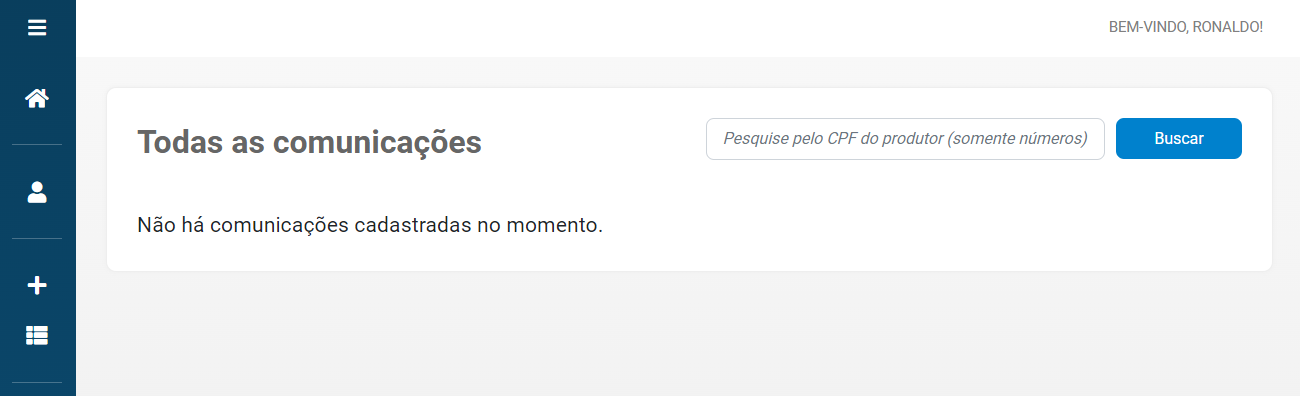 BEM-VINDO, RONALDO!
Todas as comunicações
Pesquise pelo CPF do produtor (somente números)
Buscar
Não há comunicações cadastradas no momento.